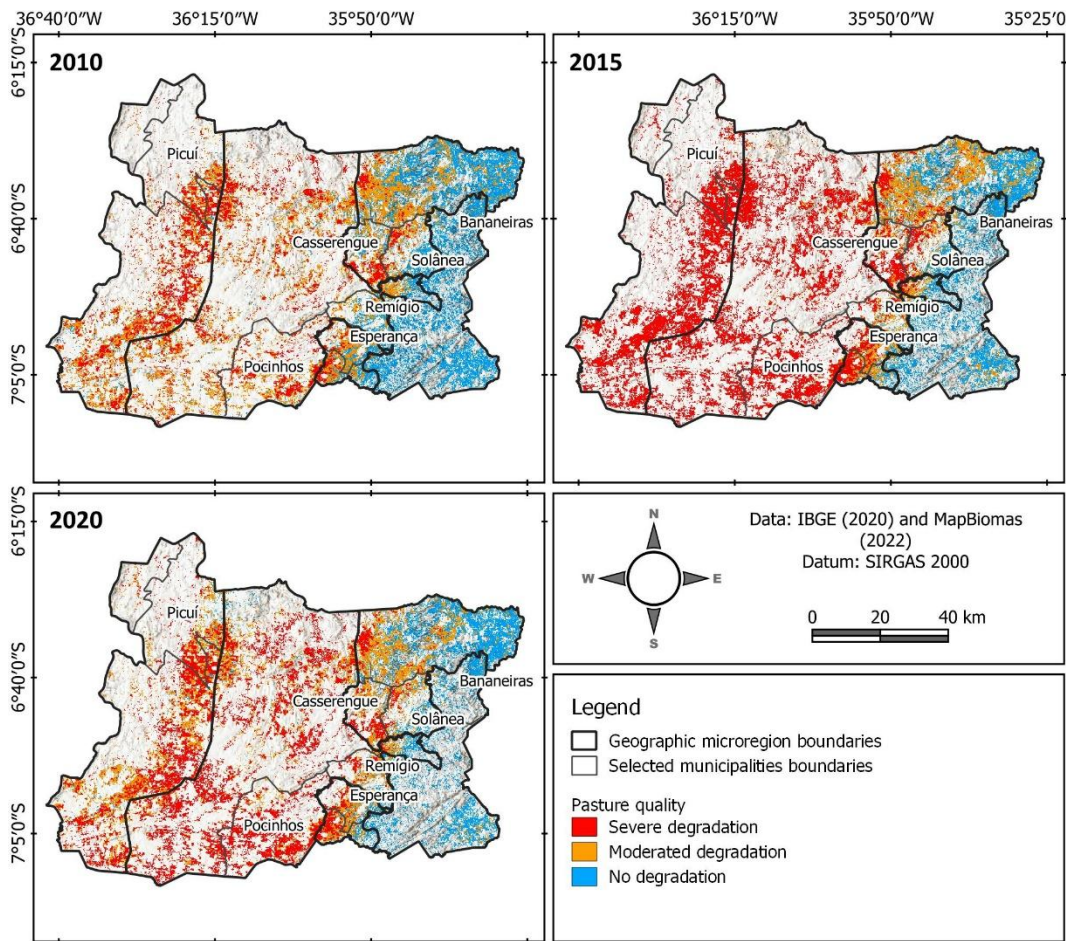 36°40'0"W 36°15'0"W 35°50'0"W 36°15'0"W 35°50'0"W 35°25'0"W
2010
6°15'0"S
6°40'0"S
7°5'0"S
Picuí
Bananeiras
Casserengue
Solânea
Remígio
Esperança
Pocinhos
2015
Picuí
Bananeiras
Casserengue
Solânea
Remígio
Esperança
Pocinhos
2020
6°15'0"S
6°40'0"S
7°5'0"S
Picuí
Bananeiras
Casserengue
Solânea
Remígio
Esperança
Pocinhos
N
W E
S
Data: IBGE (2020) and MapBiomas
(2022)
Datum: SIRGAS 2000
0 20 40 km
Legend
Geographic microregion boundaries
Selected municipalities boundaries
Pasture quality
Severe degradation
Moderated degradation
No degradation